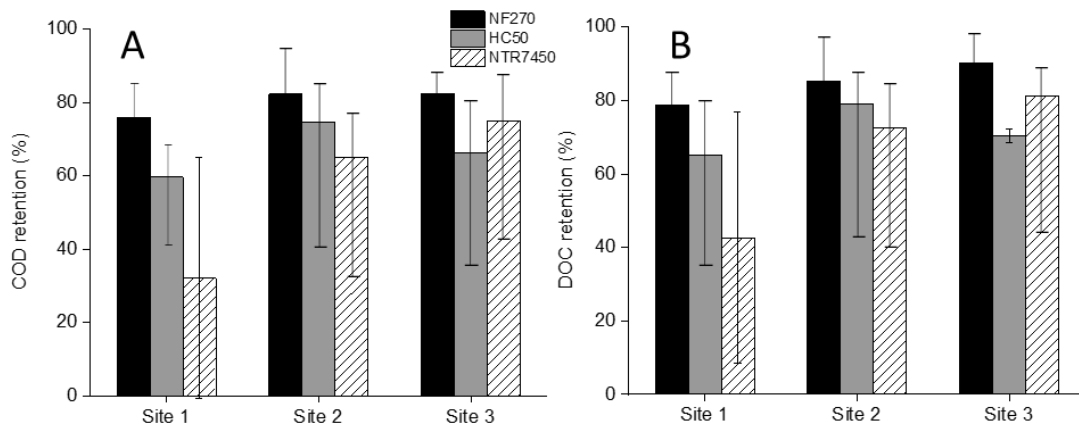 A
NF270
HC50
NTR7450
COD retention (%)
100
80
60
40
20
0
Site 1 Site 2 Site 3
B
DOC retention (%)
100
80
60
40
20
0
Site 1 Site 2 Site 3